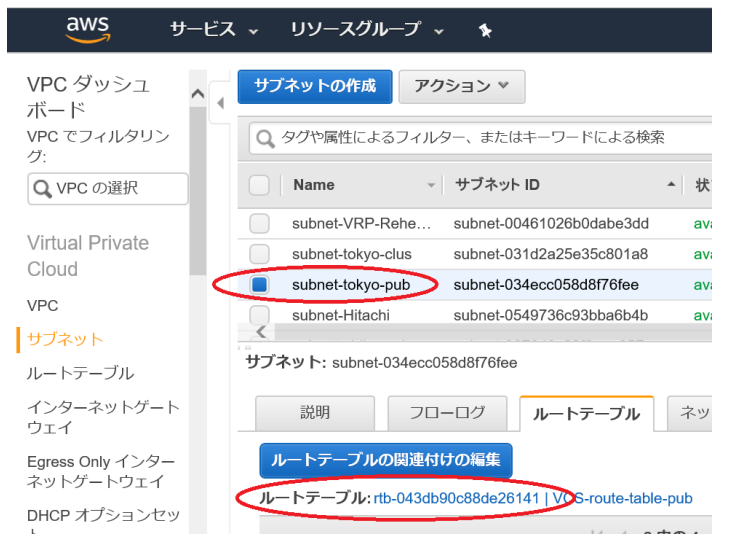 aws サービス リソースグループ
VPC ダッシュ
ボード
VPC でフィルタリン
グ:
VPC の選択
Virtual Private
Cloud
VPC
サブネット
ルートテーブル
インターネットゲート
ウェイ
Egress Only インター
ネットゲートウェイ
DHCP オプションセッ
サブネットの作成 アクション
タグや属性によるフィルター、またはキーワードによる検索
Name サブネット ID 状
subnet-VRP-Rehe... subnet-00461026b0dabe3dd ava
subnet-tokyo-clus subnet-031d2a25e35c801a8 ava
subnet-tokyo-pub subnet-034ecc058d8f76fee ava
subnet-Hitachi subnet-0549736c93bba6b4b ava
サブネット: subnet-034ecc058d8f76fee
説明 フローログ ルートテーブル ネッ
ルートテーブルの関連付けの編集
ルートテーブル: rtb-043db90c88de26141 | VCS-route-table-pub